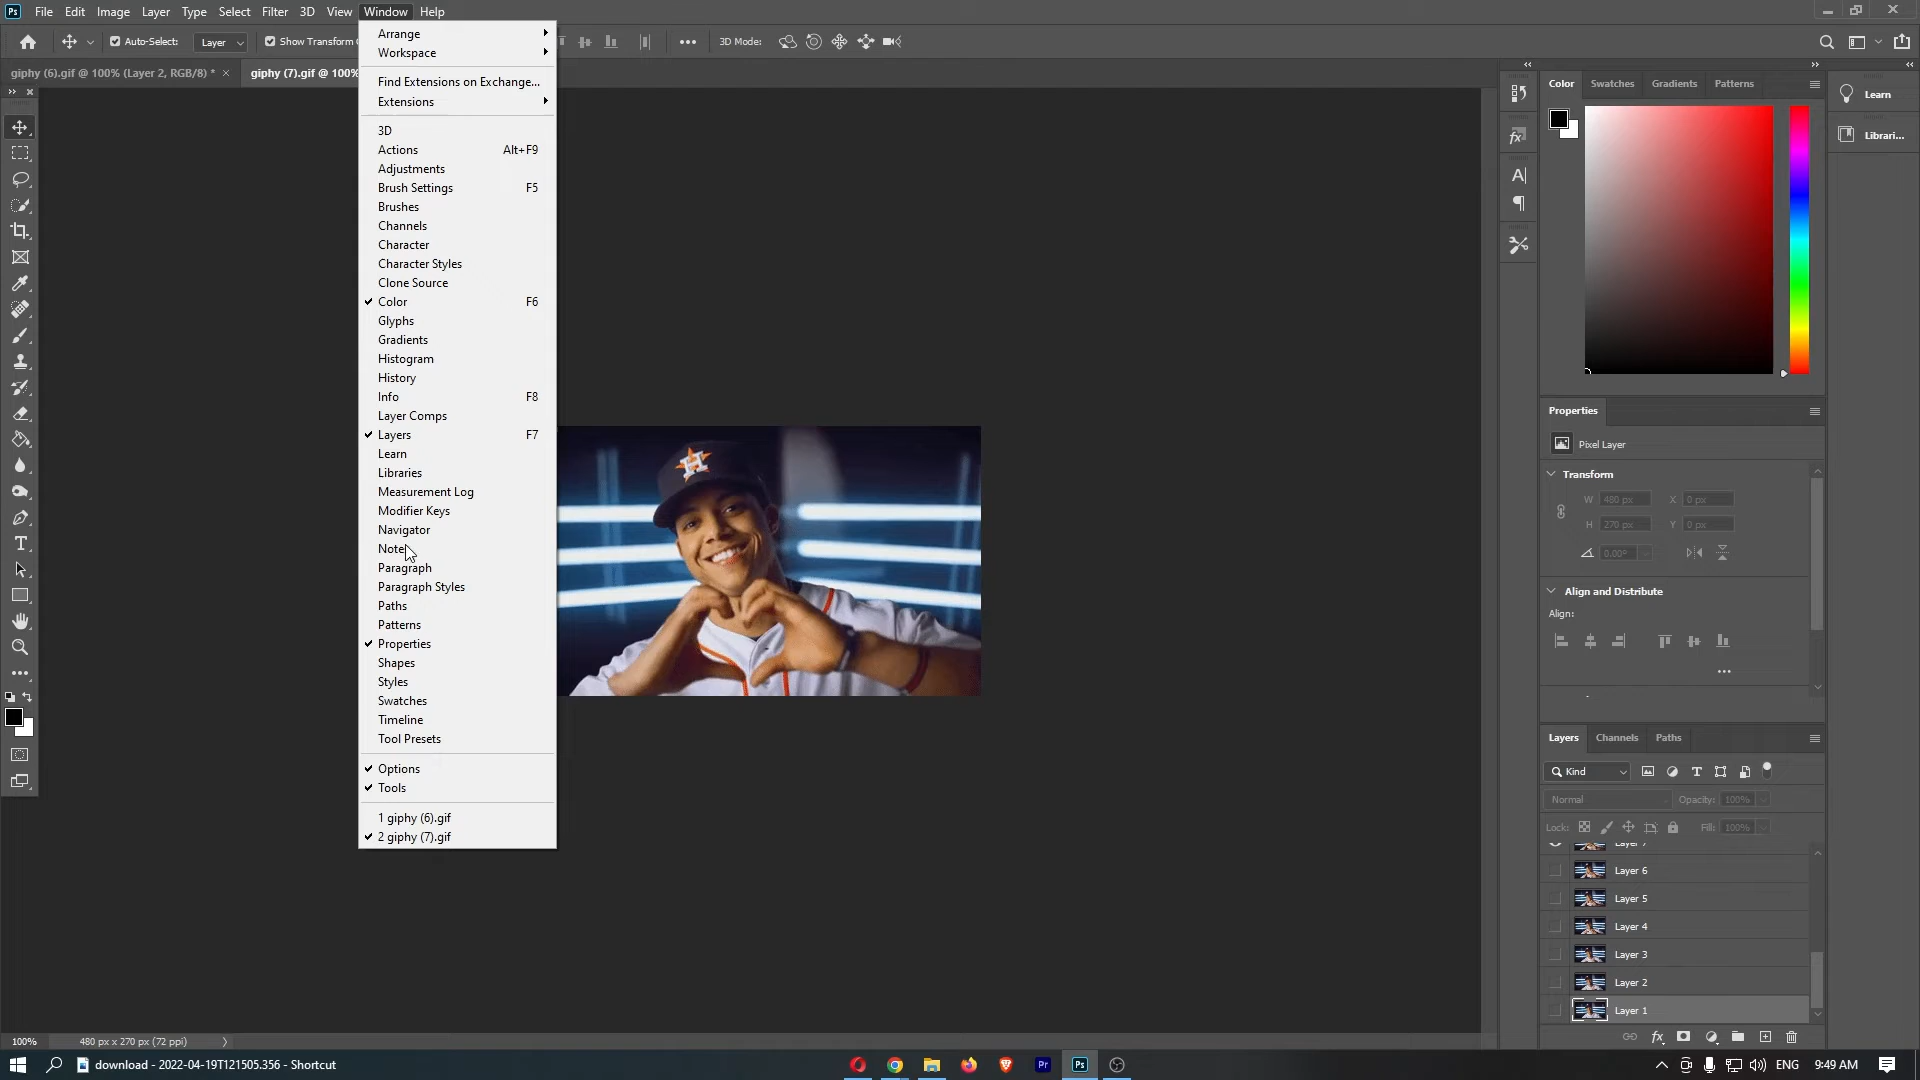 Ps File Edit Image Layer Type Select Filter 3D View Window Help
Auto-Select: Layer Show Transform C 3D Mode:
giphy (6).gif @ 100% (Layer 2, RGB/8) * × giphy (7).gif @ 100%
Arrange
Workspace
Find Extensions on Exchange...
Extensions
3D
Actions Alt+F9
Adjustments
Brush Settings F5
Brushes
Channels
Character
Character Styles
Clone Source
Color F6
Glyphs
Gradients
Histogram
History
Info F8
Layer Comps
Layers F7
Learn
Libraries
Measurement Log
Modifier Keys
Navigator
Note
Paragraph
Paragraph Styles
Paths
Patterns
Properties
Shapes
Styles
Swatches
Timeline
Tool Presets
Options
Tools
1 giphy (6).gif
2 giphy (7).gif
H
Color Swatches Gradients Patterns
Learn
Librari...
Properties
Pixel Layer
Transform
W 480 px X 0 px
H 270 px Y 0 px
0.00°
Align and Distribute
Align:
Layers Channels Paths
Kind
Normal Opacity: 100%
Lock: Fill: 100%
Layer 7
Layer 6
Layer 5
Layer 4
Layer 3
Layer 2
Layer 1
100% 480 px x 270 px (72 ppi)
download - 2022-04-19T121505.356 - Shortcut
Pr Ps
ENG 9:49 AM